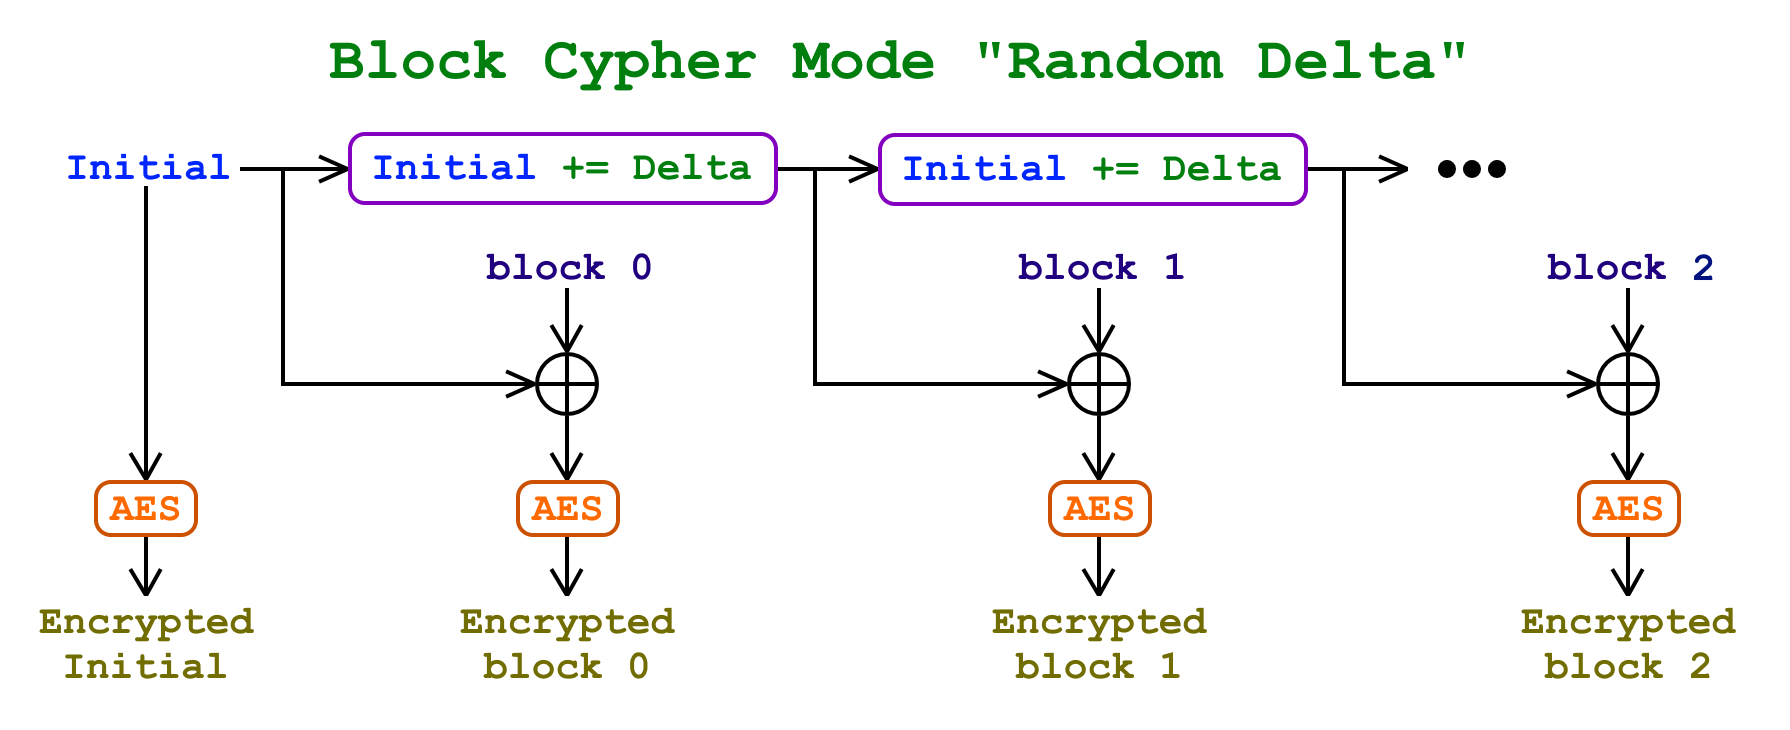 Block Cypher Mode "Random Delta"
Initial
Initial += Delta
Initial += Delta
block 0
block 1
block 2
AES
AES
AES
AES
Encrypted
Initial
Encrypted
block 0
Encrypted
block 1
Encrypted
block 2